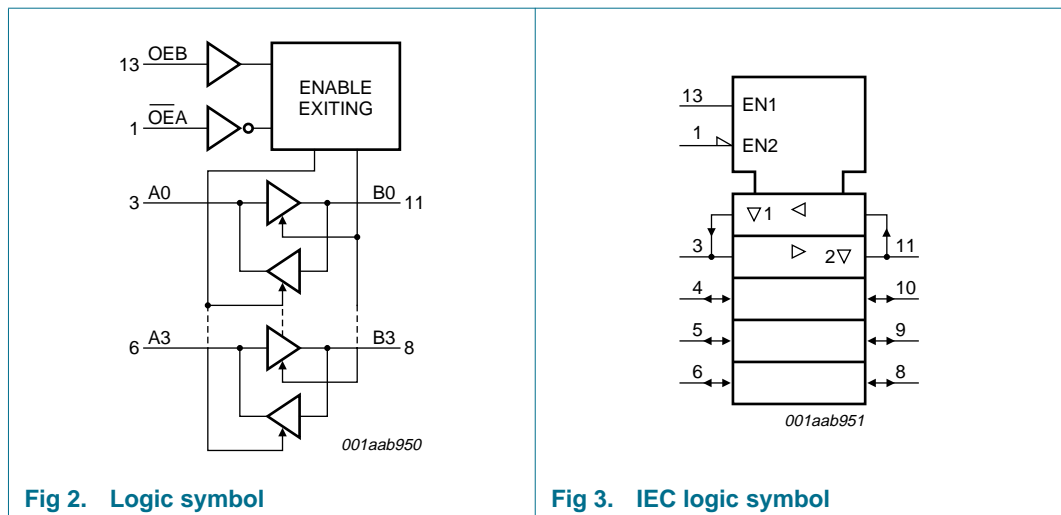 13 OEB
ENABLE
EXITING
1 O̅E̅A
3 A0 B0 11
6 A3 B3 8
001aab950
Fig 2. Logic symbol
13 EN1
1 EN2
1
3 2 11
4 10
5 9
6 8
001aab951
Fig 3. IEC logic symbol